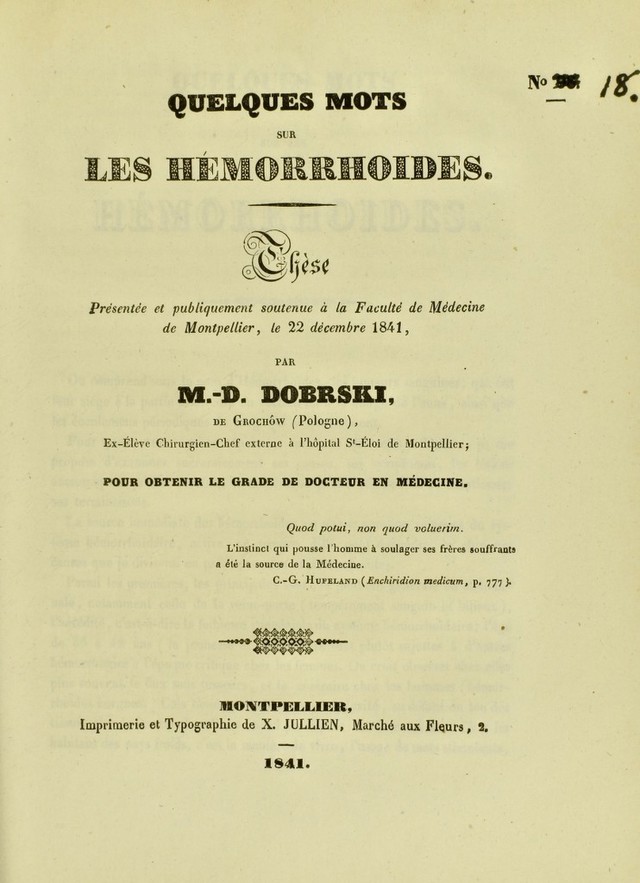 No 18.
QUELQUES MOTS
SUR
LES HÉMORRHOIDES.
Thèse
Présentée et publiquement soutenue à la Faculté de Médecine
de Montpellier, le 22 décembre 1841,
PAR
M.-D. DOBRSKI,
DE GROCHÔW (Pologne),
Ex-Élève Chirurgien-Chef externe à l'hôpital St-Éloi de Montpellier;
POUR OBTENIR LE GRADE DE DOCTEUR EN MÉDECINE.
Quod potui, non quod voluerim.
L'instinct qui pousse l'homme à soulager ses frères souffrants
a été la source de la Médecine.
C.-G. HUFELAND (Enchiridion medicum, p. 777).
MONTPELLIER,
Imprimerie et Typographie de X. JULLIEN, Marché aux Fleurs, 2.
1841.